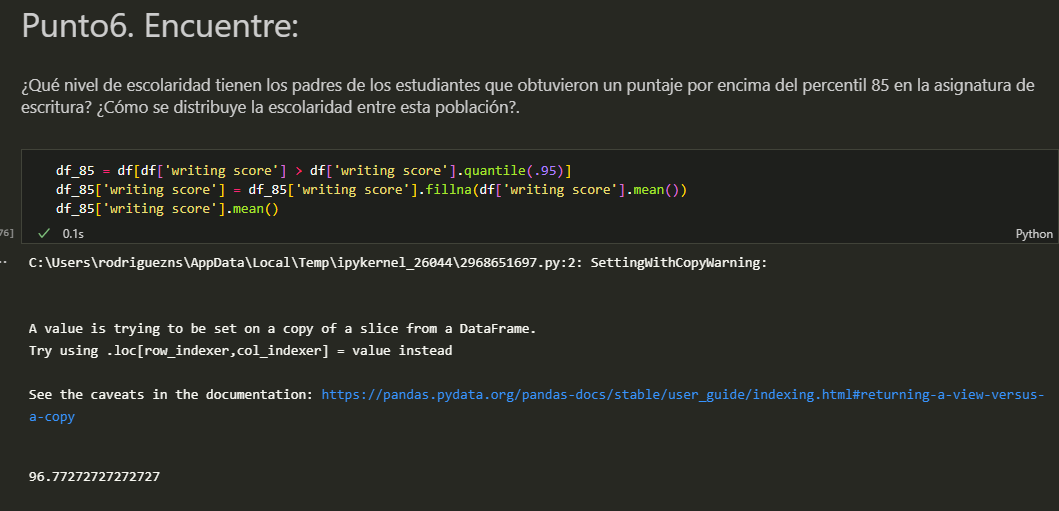 Punto6. Encuentre:
¿Qué nivel de escolaridad tienen los padres de los estudiantes que obtuvieron un puntaje por encima del percentil 85 en la asignatura de
escritura? ¿Cómo se distribuye la escolaridad entre esta población?.
df_85 = df[df['writing score'] > df['writing score'].quantile(.95)]
df_85['writing score'] = df_85['writing score'].fillna(df['writing score'].mean())
df_85['writing score'].mean()
76] 0.1s Python
C:\Users\rodriguezns\AppData\Local\Temp\ipykernel_26044\2968651697.py:2: SettingWithCopyWarning:
A value is trying to be set on a copy of a slice from a DataFrame.
Try using .loc[row_indexer,col_indexer] = value instead
See the caveats in the documentation: https://pandas.pydata.org/pandas-docs/stable/user_guide/indexing.html#returning-a-view-versus-
a-copy
96.77272727272727